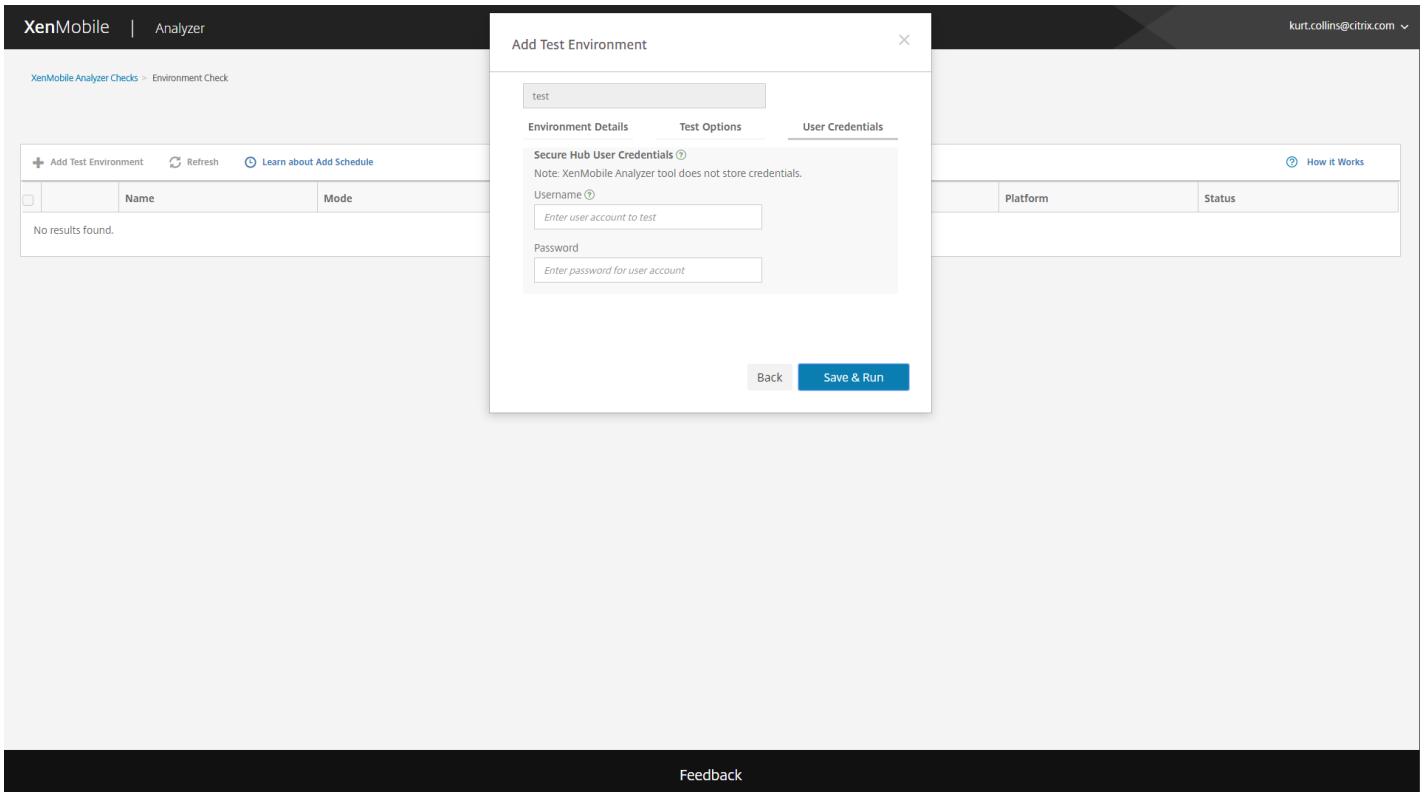 XenMobile | Analyzer
kurt.collins@citrix.com
XenMobile Analyzer Checks > Environment Check
Add Test Environment Refresh Learn about Add Schedule
How it Works
Name Mode Platform Status
No results found.
Add Test Environment
test
Environment Details Test Options User Credentials
Secure Hub User Credentials ?
Note: XenMobile Analyzer tool does not store credentials.
Username ?
Enter user account to test
Password
Enter password for user account
Back Save & Run
Feedback